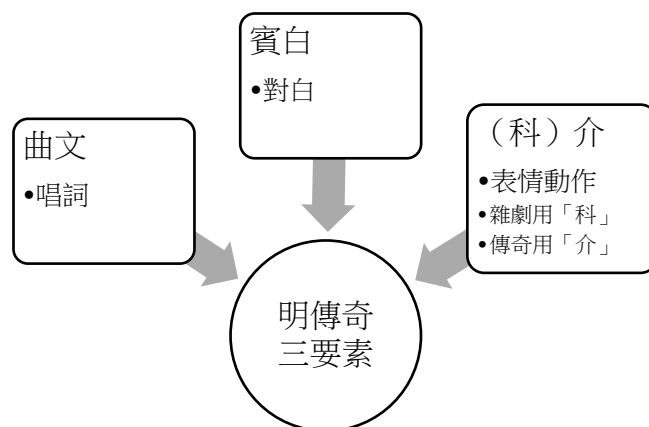 曲文
•唱詞
賓白
•對白
（科）介
•表情動作
•雜劇用「科」
•傳奇用「介」
明傳奇
三要素